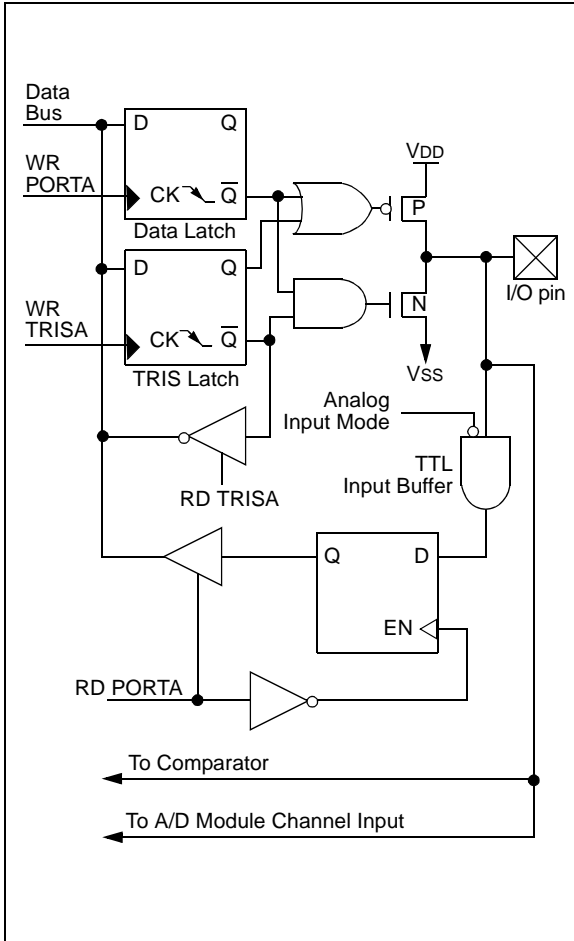 Data
Bus
D Q
WR
PORTA
CK Q
Data Latch
VDD
P
D Q
WR
TRISA
CK Q
TRIS Latch
N
I/O pin
VSS
Analog
Input Mode
TTL
Input Buffer
RD TRISA
Q D
EN
RD PORTA
To Comparator
To A/D Module Channel Input